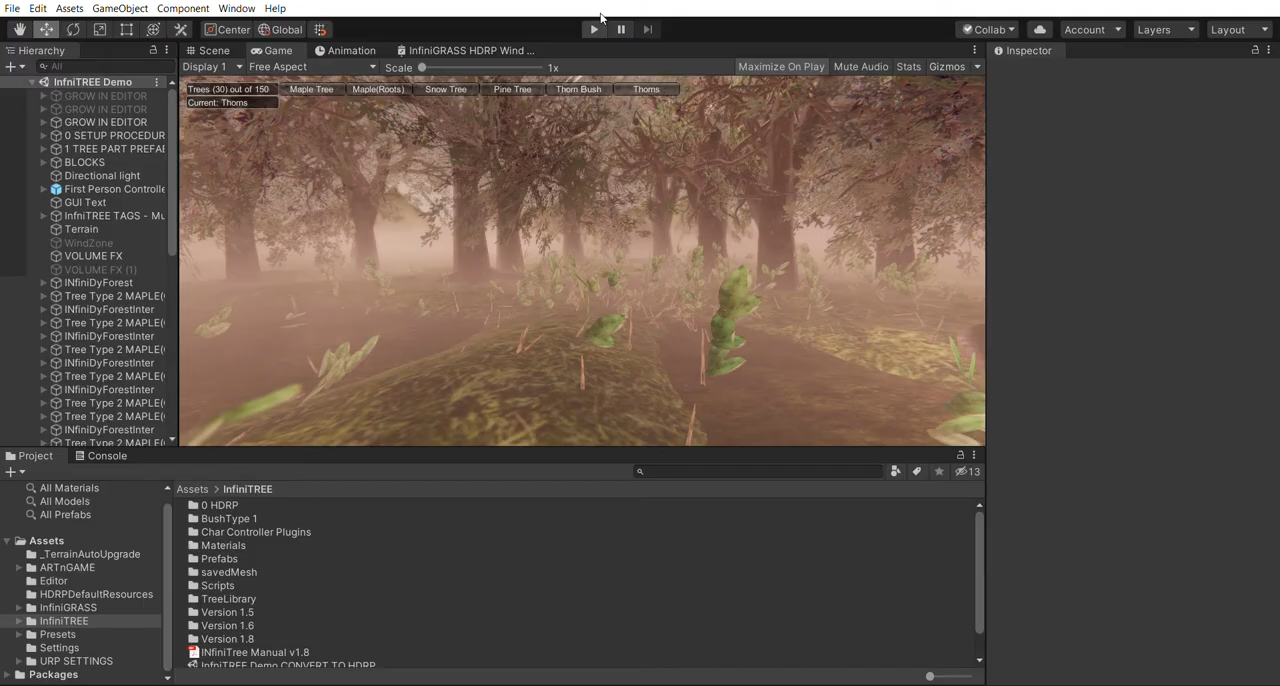 File Edit Assets GameObject Component Window Help
Center Global Collab Account Layers Layout
Hierarchy
All
InfniTREE Demo
GROW IN EDITOR
GROW IN EDITOR
GROW IN EDITOR
0 SETUP PROCEDUR
1 TREE PART PREFAE
BLOCKS
Directional light
First Person Controlle
GUI Text
InfniTREE TAGS - Mu
Terrain
WindZone
VOLUME FX
VOLUME FX (1)
INfiniDyForest
Tree Type 2 MAPLE(
INfiniDyForestInter
Tree Type 2 MAPLE(
INfiniDyForestInter
Tree Type 2 MAPLE(
INfiniDyForestInter
Tree Type 2 MAPLE(
INfiniDyForestInter
Tree Type 2 MAPLE(
Tree Type 2 MAPLE(
INfiniDyForestInter
Tree Type 2 MAPLE(
Scene Game Animation InfiniGRASS HDRP Wind ...
Display 1 Free Aspect Scale 1x Maximize On Play Mute Audio Stats Gizmos
Trees (30) out of 150 Maple Tree Maple(Roots) Snow Tree Pine Tree Thorn Bush Thorns
Current: Thorns
Inspector
Project Console
13
All Materials
All Models
All Prefabs
Assets
_TerrainAutoUpgrade
ARTnGAME
Editor
HDRPDefaultResources
InfiniGRASS
InfiniTREE
Presets
Settings
URP SETTINGS
Packages
Assets > InfiniTREE
0 HDRP
BushType 1
Char Controller Plugins
Materials
Prefabs
savedMesh
Scripts
TreeLibrary
Version 1.5
Version 1.6
Version 1.8
INfiniTree Manual v1.8
InfniTREE Demo CONVERT TO HDRP